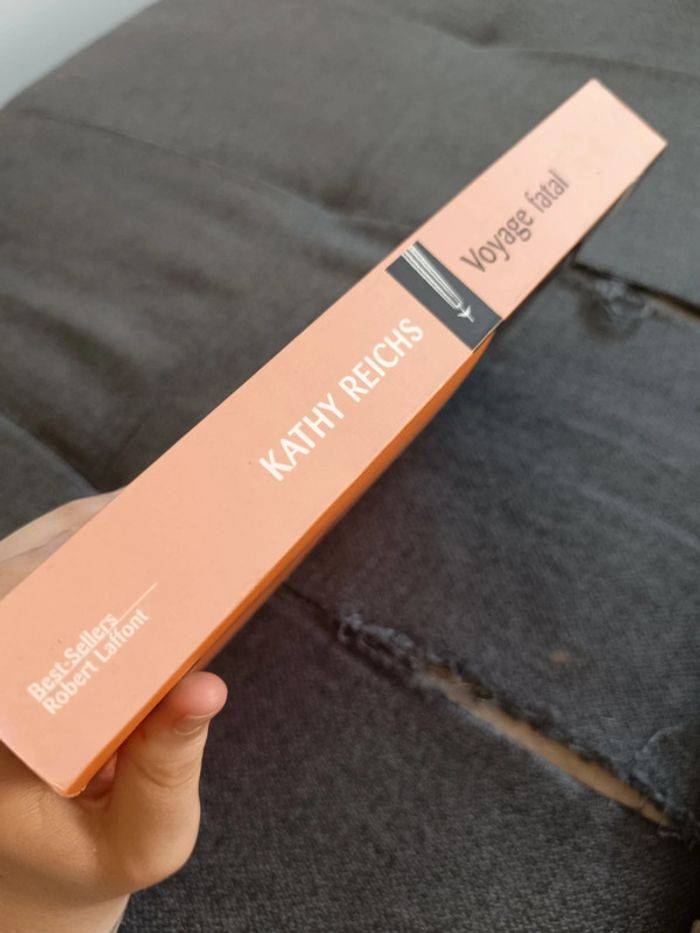 Voyage fatal
KATHY REICHS
Best-Sellers
Robert Laffont